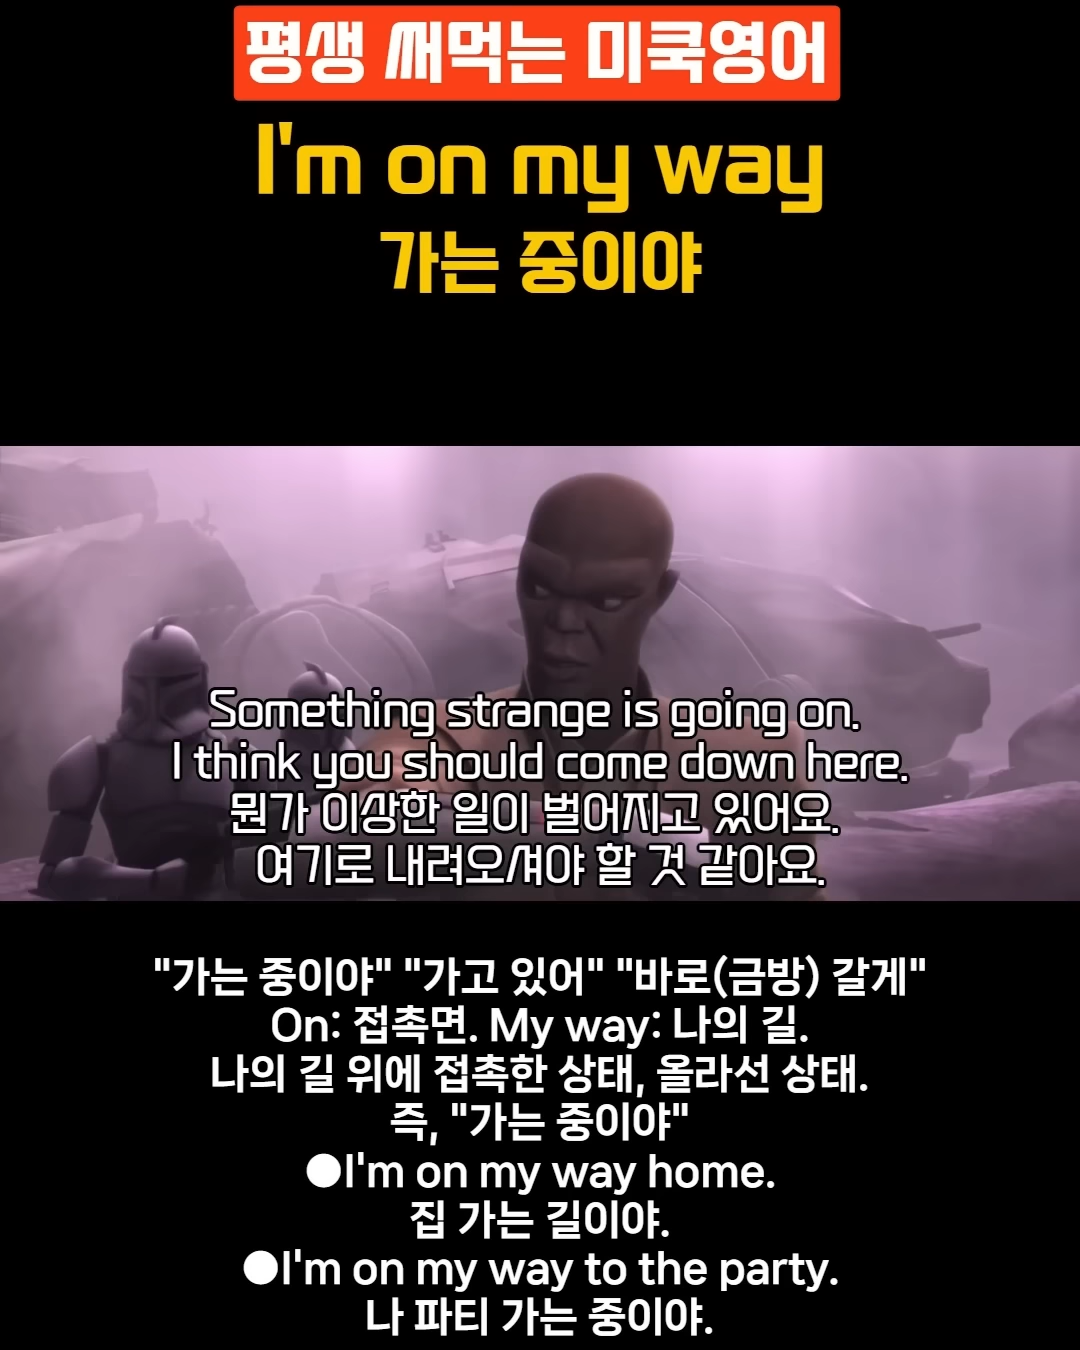 평생 써먹는 미쿡영어
I'm on my way
가는 중이야
Something strange is going on.
I think you should come down here.
뭔가 이상한 일이 벌어지고 있어요.
여기로 내려오셔야 할 것 같아요.
"가는 중이야" "가고 있어" "바로(금방) 갈게"
On: 접촉면. My way: 나의 길.
나의 길 위에 접촉한 상태, 올라선 상태.
즉, "가는 중이야"
●I'm on my way home.
집 가는 길이야.
●I'm on my way to the party.
나 파티 가는 중이야.